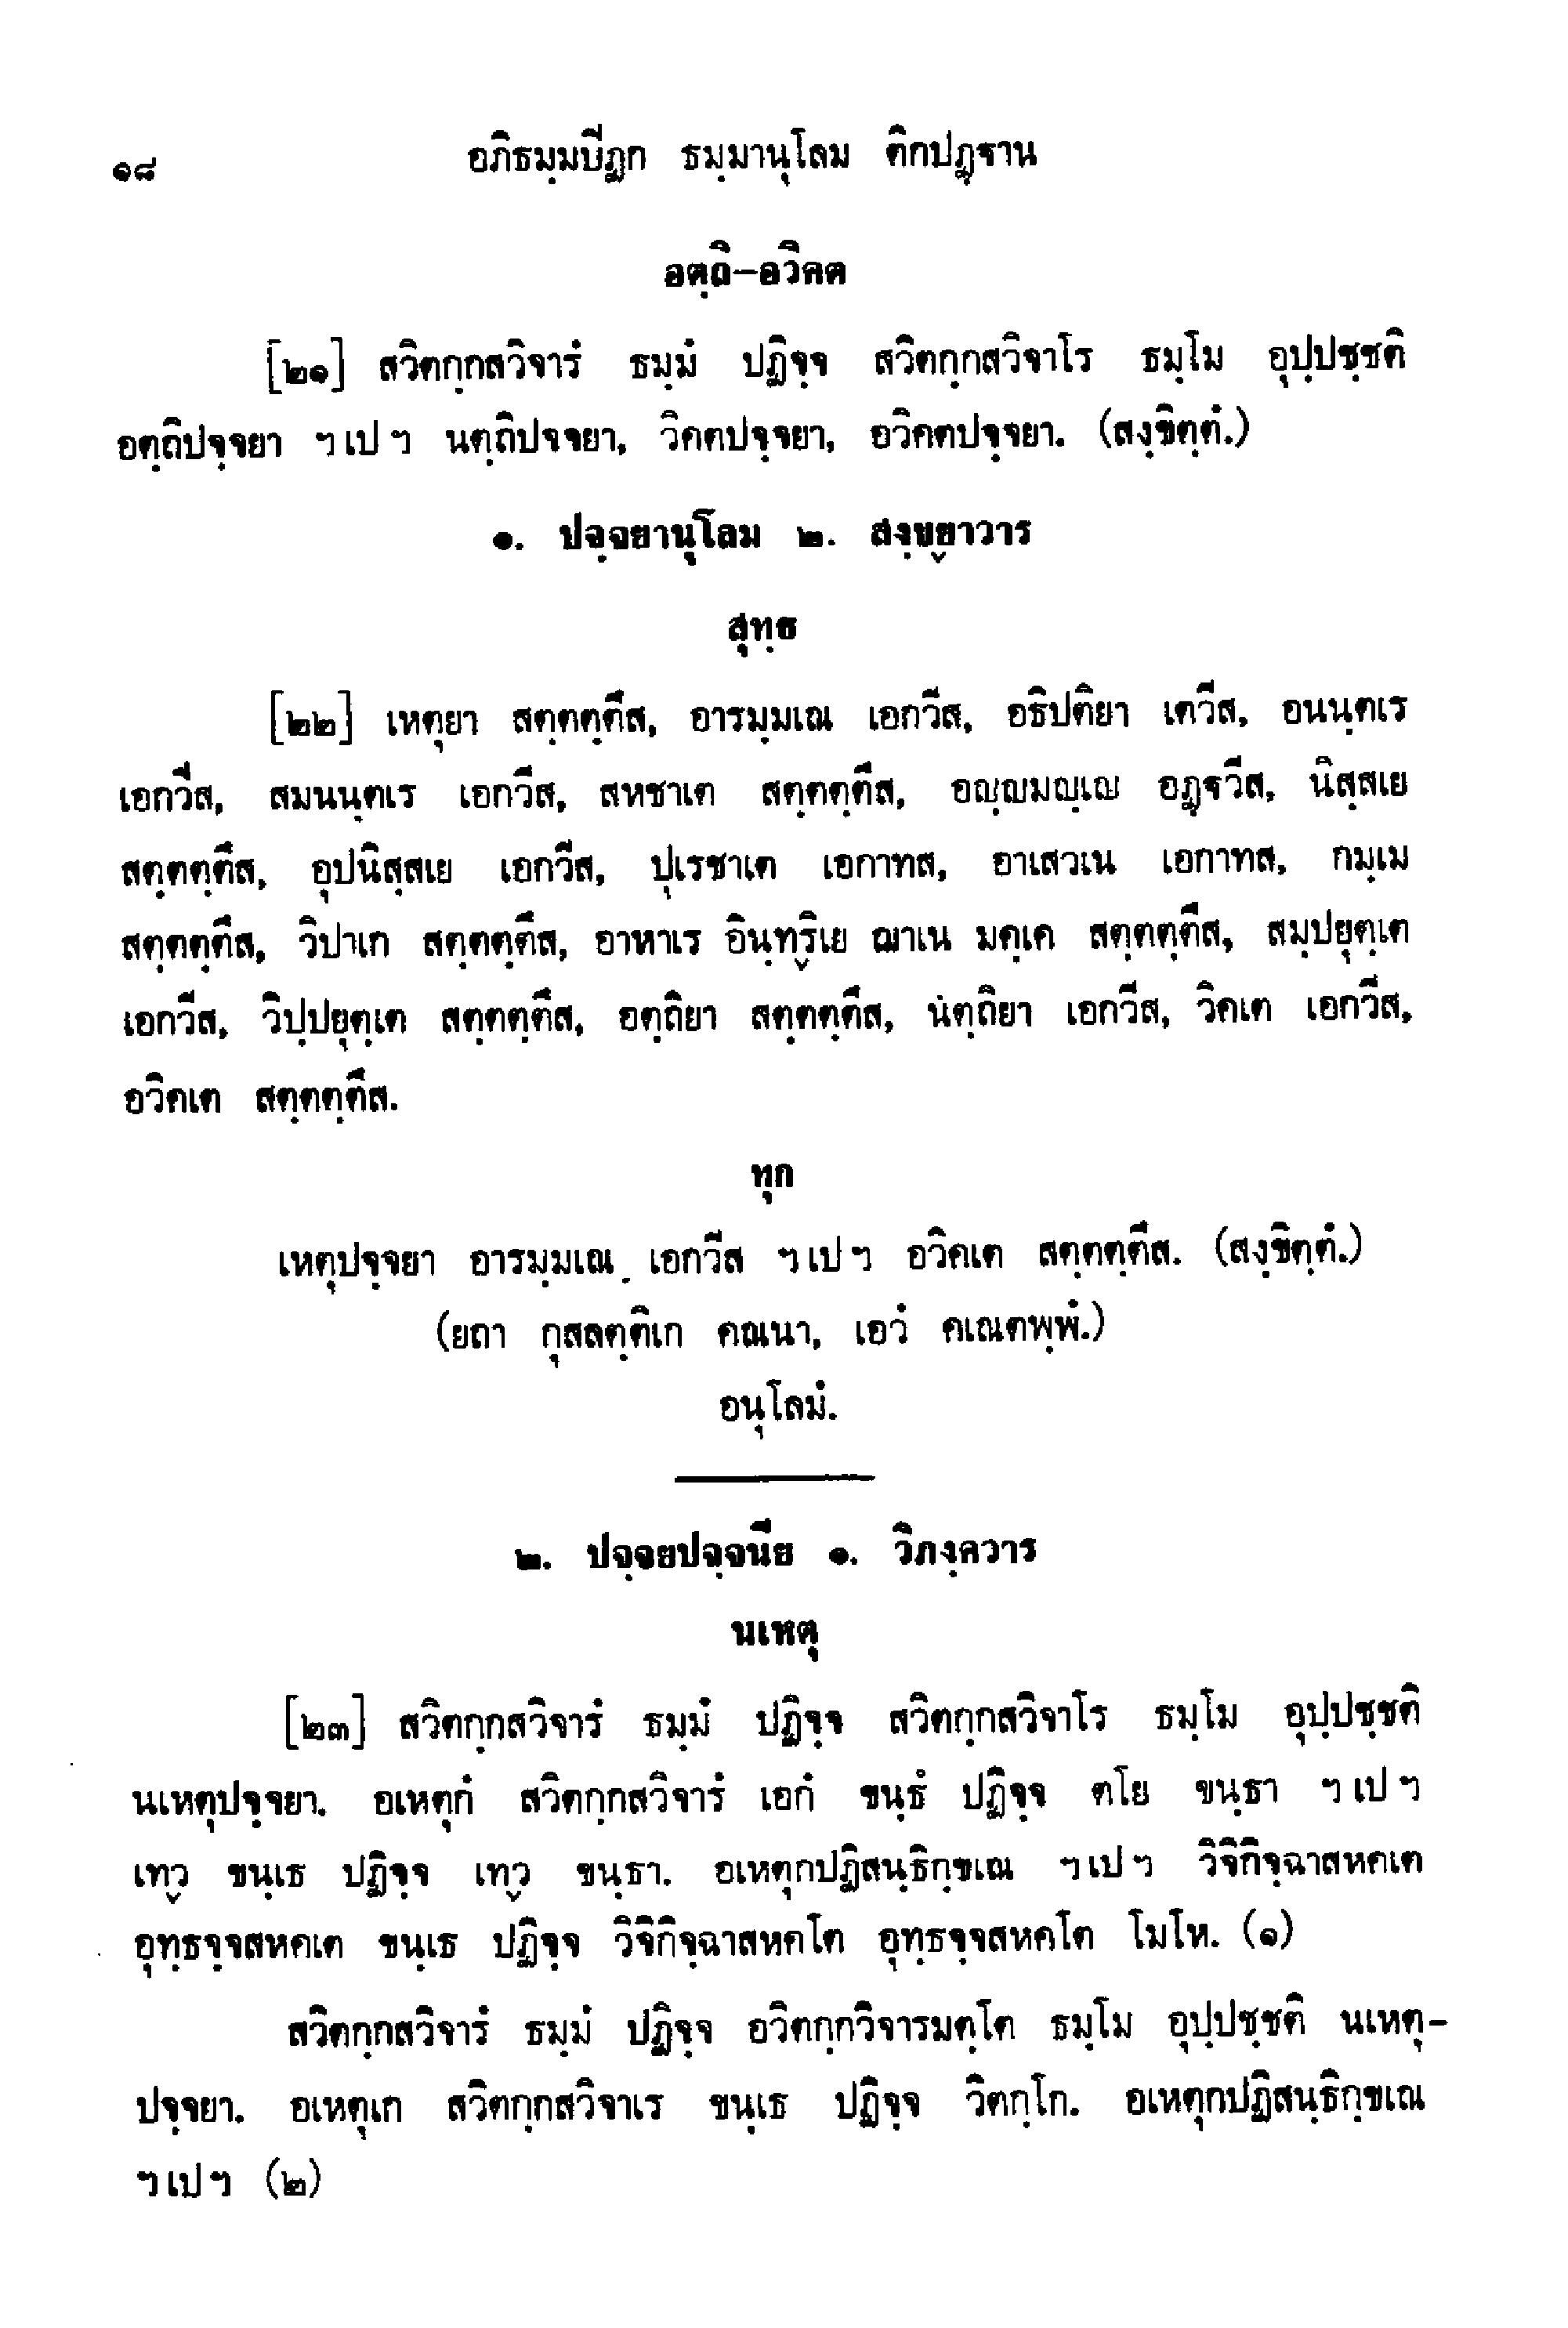 ๑๘ อภิธมฺมปีฏก ธมฺมานุโลม ติกปฏฺฐาน
อตฺถิ-อวิคต
[๒๑] สวิตกฺกสวิจารํ ธมฺมํ ปฏิจฺจ สวิตกฺกสวิจาโร ธมฺโม อุปฺปชฺชติ
อตฺถิปจฺจยา ฯ เป ฯ นตฺถิปจฺจยา, วิคตปจฺจยา, อวิคตปจฺจยา. (สงฺขิตฺตํ.)
๑. ปจฺจยานุโลม ๒. สงฺขฺยาวาร
สุทฺธ
[๒๒] เหตุยา สตฺตตฺตึส, อารมฺมเณ เอกวีส, อธิปติยา เตวีส, อนนฺตเร
เอกวีส, สมนนฺตเร เอกวีส, สหชาเต สตฺตตฺตึส, อญฺญมญฺเญ อฏฺฐวีส, นิสฺสเย
สตฺตตฺตึส, อุปนิสฺสเย เอกวีส, ปุเรชาเต เอกาทส, อาเสวเน เอกาทส, กมฺเม
สตฺตตฺตึส, วิปาเก สตฺตตฺตึส, อาหาเร อินฺทฺริเย ฌาเน มคฺเค สตฺตตฺตึส, สมฺปยุตฺเต
เอกวีส, วิปฺปยุตฺเต สตฺตตฺตึส, อตฺถิยา สตฺตตฺตึส, นตฺถิยา เอกวีส, วิคเต เอกวีส,
อวิคเต สตฺตตฺตึส.
ทุก
เหตุปจฺจยา อารมฺมเณ เอกวีส ฯ เป ฯ อวิคเต สตฺตตฺตึส. (สงฺขิตฺตํ.)
(ยถา กุสลตฺติเก คณนา, เอวํ คเณตพฺพํ.)
อนุโลมํ.
๒. ปจฺจยปจฺจนีย ๑. วิภงฺควาร
นเหตุ
[๒๓] สวิตกฺกสวิจารํ ธมฺมํ ปฏิจฺจ สวิตกฺกสวิจาโร ธมฺโม อุปฺปชฺชติ
นเหตุปจฺจยา. อเหตุกํ สวิตกฺกสวิจารํ เอกํ ขนฺธํ ปฏิจฺจ ตโย ขนฺธา ฯ เป ฯ
เทฺว ขนฺเธ ปฏิจฺจ เทฺว ขนฺธา. อเหตุกปฏิสนฺธิกฺขเณ ฯ เป ฯ วิจิกิจฺฉาสหคเต
อุทฺธจฺจสหคเต ขนฺเธ ปฏิจฺจ วิจิกิจฺฉาสหคโต อุทฺธจฺจสหคโต โมโห. (๑)
สวิตกฺกสวิจารํ ธมฺมํ ปฏิจฺจ อวิตกฺกวิจารมตฺโต ธมฺโม อุปฺปชฺชติ นเหตุ-
ปจฺจยา. อเหตุเก สวิตกฺกสวิจาเร ขนฺเธ ปฏิจฺจ วิตกฺโก. อเหตุกปฏิสนฺธิกฺขเณ
ฯ เป ฯ (๒)